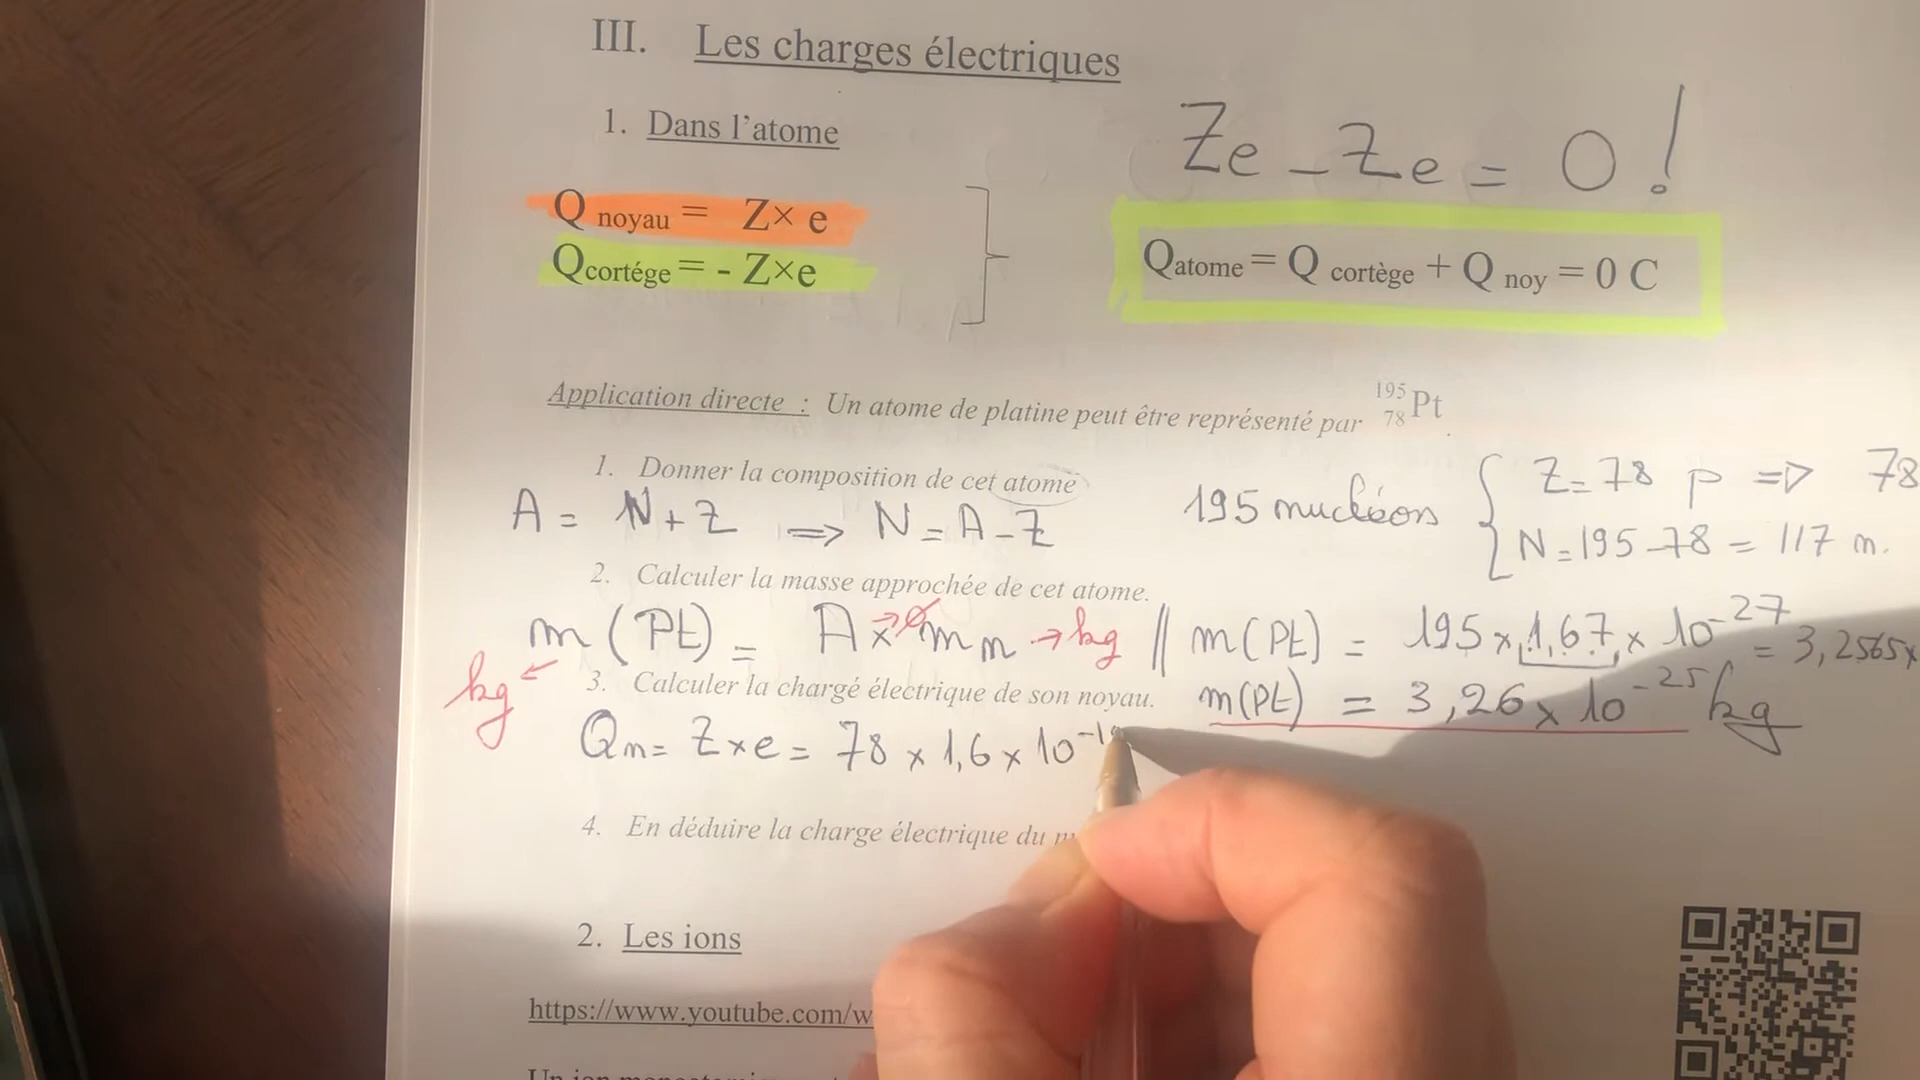 III. Les charges électriques
1. Dans l'atome
Ze - Ze = 0 !
Q noyau = Z× e
Qcortége = - Z×e
Qatome = Q cortège + Q noy = 0 C
Application directe : Un atome de platine peut être représenté par 195 78 Pt.
1. Donner la composition de cet atome
A = N + Z => N = A - Z
195 nucléons { Z = 78 p => 78
N = 195 - 78 = 117 n.
2. Calculer la masse approchée de cet atome.
m (Pt) = A × mn → kg || m(Pt) = 195 × 1,67 × 10-27 = 3,2565×
kg ←
3. Calculer la chargé électrique de son noyau.
m(Pt) = 3,26 × 10-25 kg
Qn = Z × e = 78 × 1,6 × 10
4. En déduire la charge électrique du
2. Les ions
https://www.youtube.com/w
Un ion